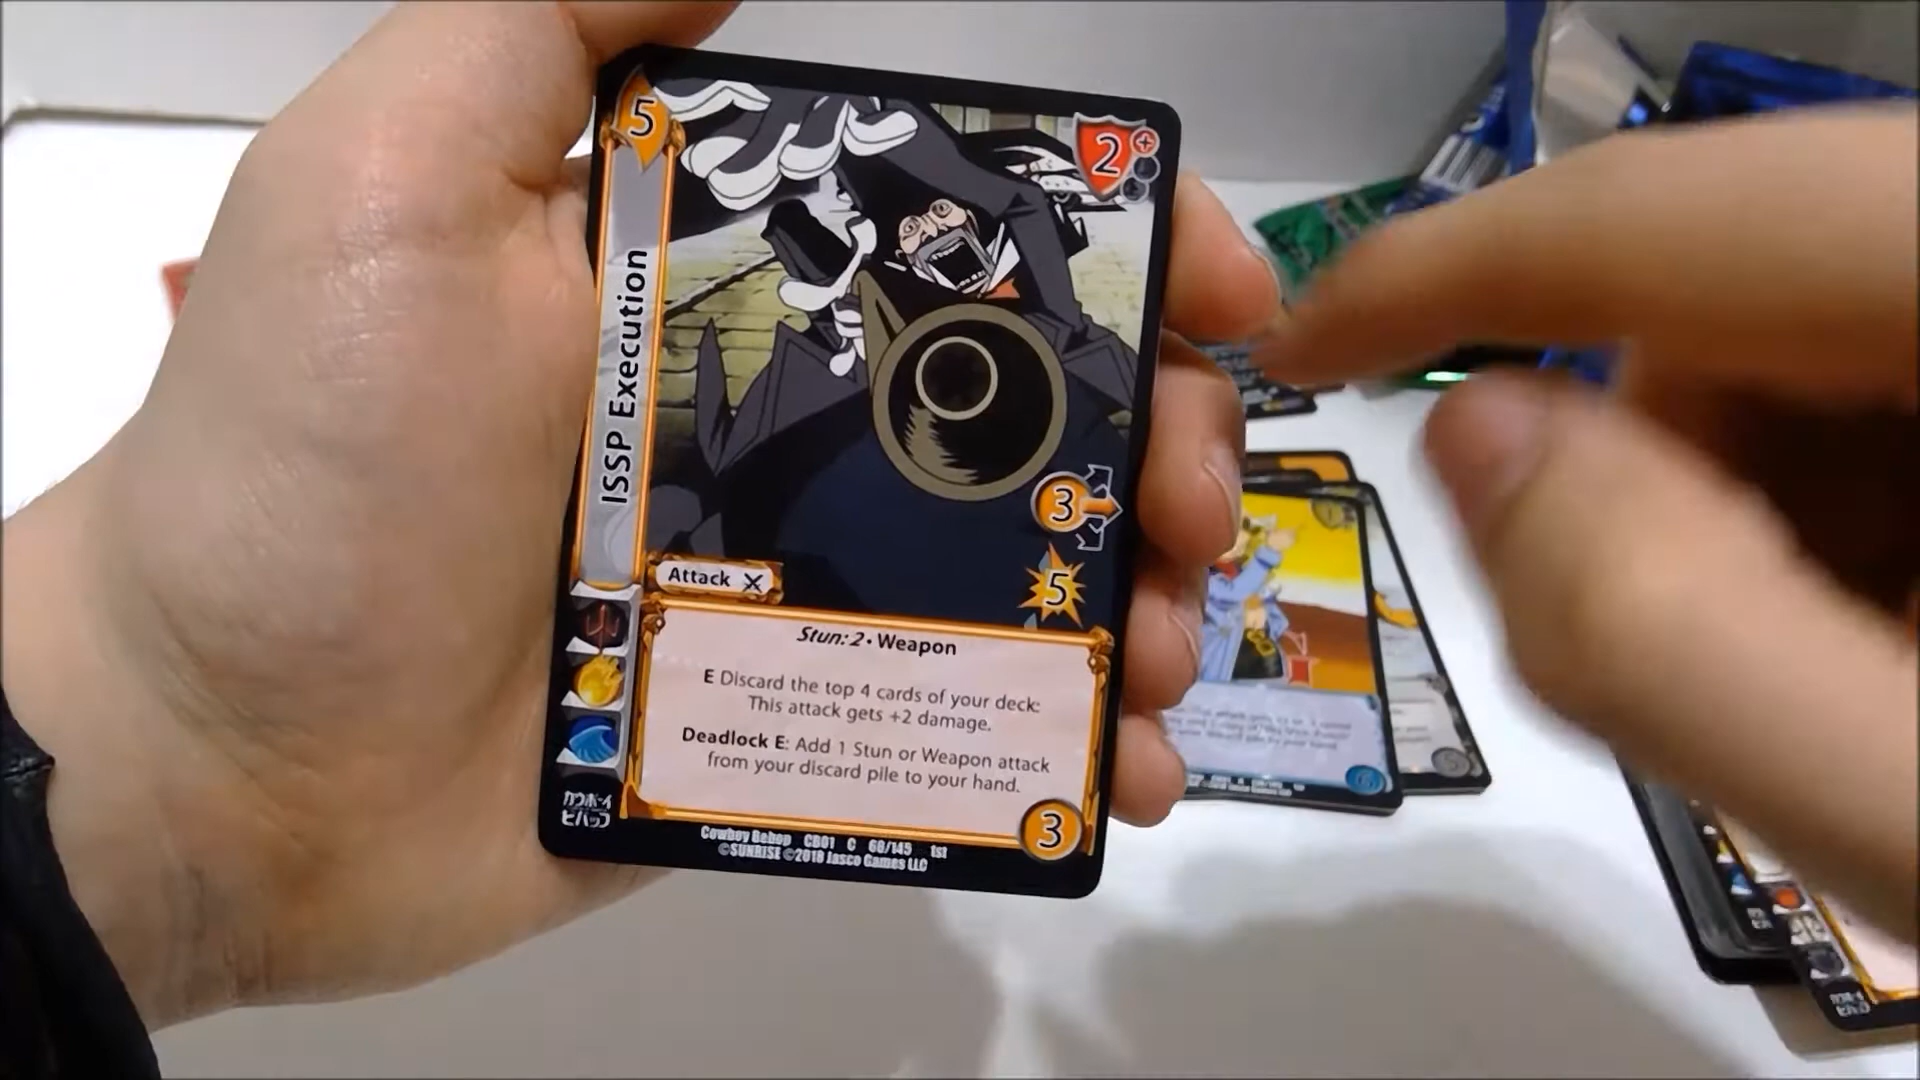 5
2
ISSP Execution
3
5
Attack
Stun: 2 • Weapon
E Discard the top 4 cards of your deck:
This attack gets +2 damage.
Deadlock E: Add 1 Stun or Weapon attack
from your discard pile to your hand.
3
カウボーイ
ビバップ
Cowboy Bebop CB01 C 68/145 1st
©SUNRISE ©2018 Jasco Games LLC